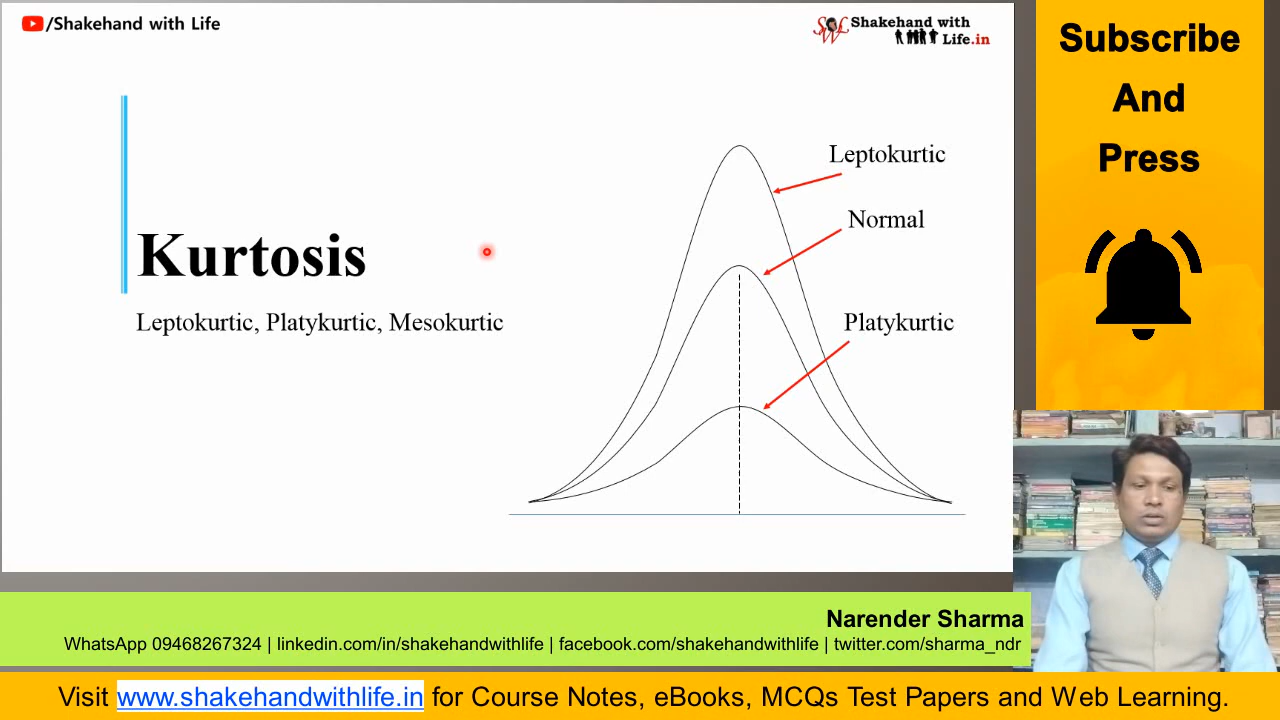 /Shakehand with Life
Shakehand with
Life.in
Subscribe
And
Press
Leptokurtic
Normal
Kurtosis
Leptokurtic, Platykurtic, Mesokurtic
Platykurtic
Narender Sharma
WhatsApp 09468267324 | linkedin.com/in/shakehandwithlife | facebook.com/shakehandwithlife | twitter.com/sharma_ndr
Visit www.shakehandwithlife.in for Course Notes, eBooks, MCQs Test Papers and Web Learning.